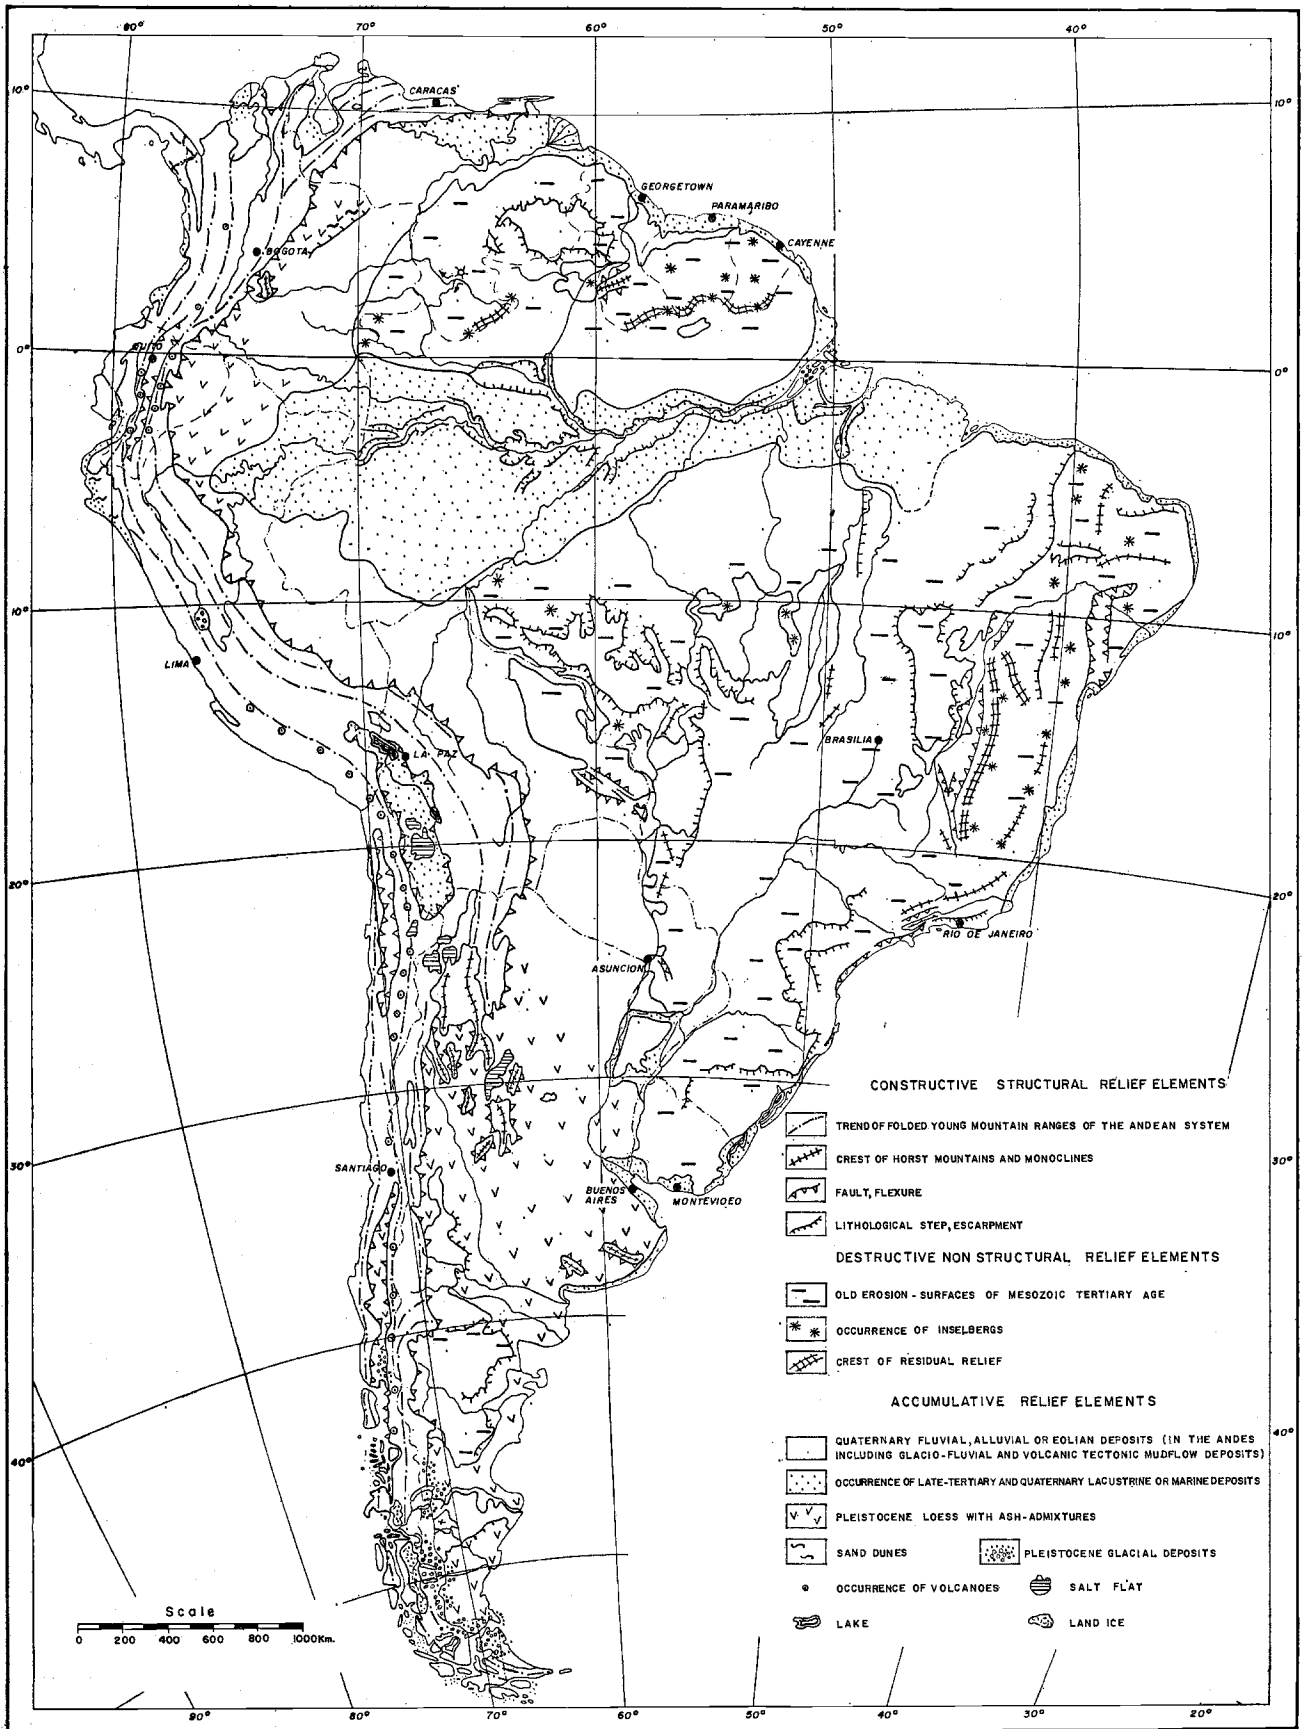 80° 70° 60° 50° 40°
10° 10°
CARACAS
GEORGETOWN
PARAMARIBO
CAYENNE
BOGOTA
QUITO
0° 0°
10° 10°
LIMA
LA PAZ
BRASILIA
20° 20°
RIO DE JANEIRO
ASUNCION
SANTIAGO
BUENOS
AIRES
MONTEVIDEO
30° 30°
40° 40°
CONSTRUCTIVE STRUCTURAL RELIEF ELEMENTS
TREND OF FOLDED YOUNG MOUNTAIN RANGES OF THE ANDEAN SYSTEM
CREST OF HORST MOUNTAINS AND MONOCLINES
FAULT, FLEXURE
LITHOLOGICAL STEP, ESCARPMENT
DESTRUCTIVE NON STRUCTURAL RELIEF ELEMENTS
OLD EROSION - SURFACES OF MESOZOIC TERTIARY AGE
OCCURRENCE OF INSELBERGS
CREST OF RESIDUAL RELIEF
ACCUMULATIVE RELIEF ELEMENTS
QUATERNARY FLUVIAL, ALLUVIAL OR EOLIAN DEPOSITS (IN THE ANDES
INCLUDING GLACIO-FLUVIAL AND VOLCANIC TECTONIC MUDFLOW DEPOSITS)
OCCURRENCE OF LATE-TERTIARY AND QUATERNARY LACUSTRINE OR MARINE DEPOSITS
PLEISTOCENE LOESS WITH ASH-ADMIXTURES
SAND DUNES
PLEISTOCENE GLACIAL DEPOSITS
OCCURRENCE OF VOLCANOES
SALT FLAT
LAKE
LAND ICE
Scale
0 200 400 600 800 1000Km.
90° 80° 70° 60° 50° 40° 30° 20°